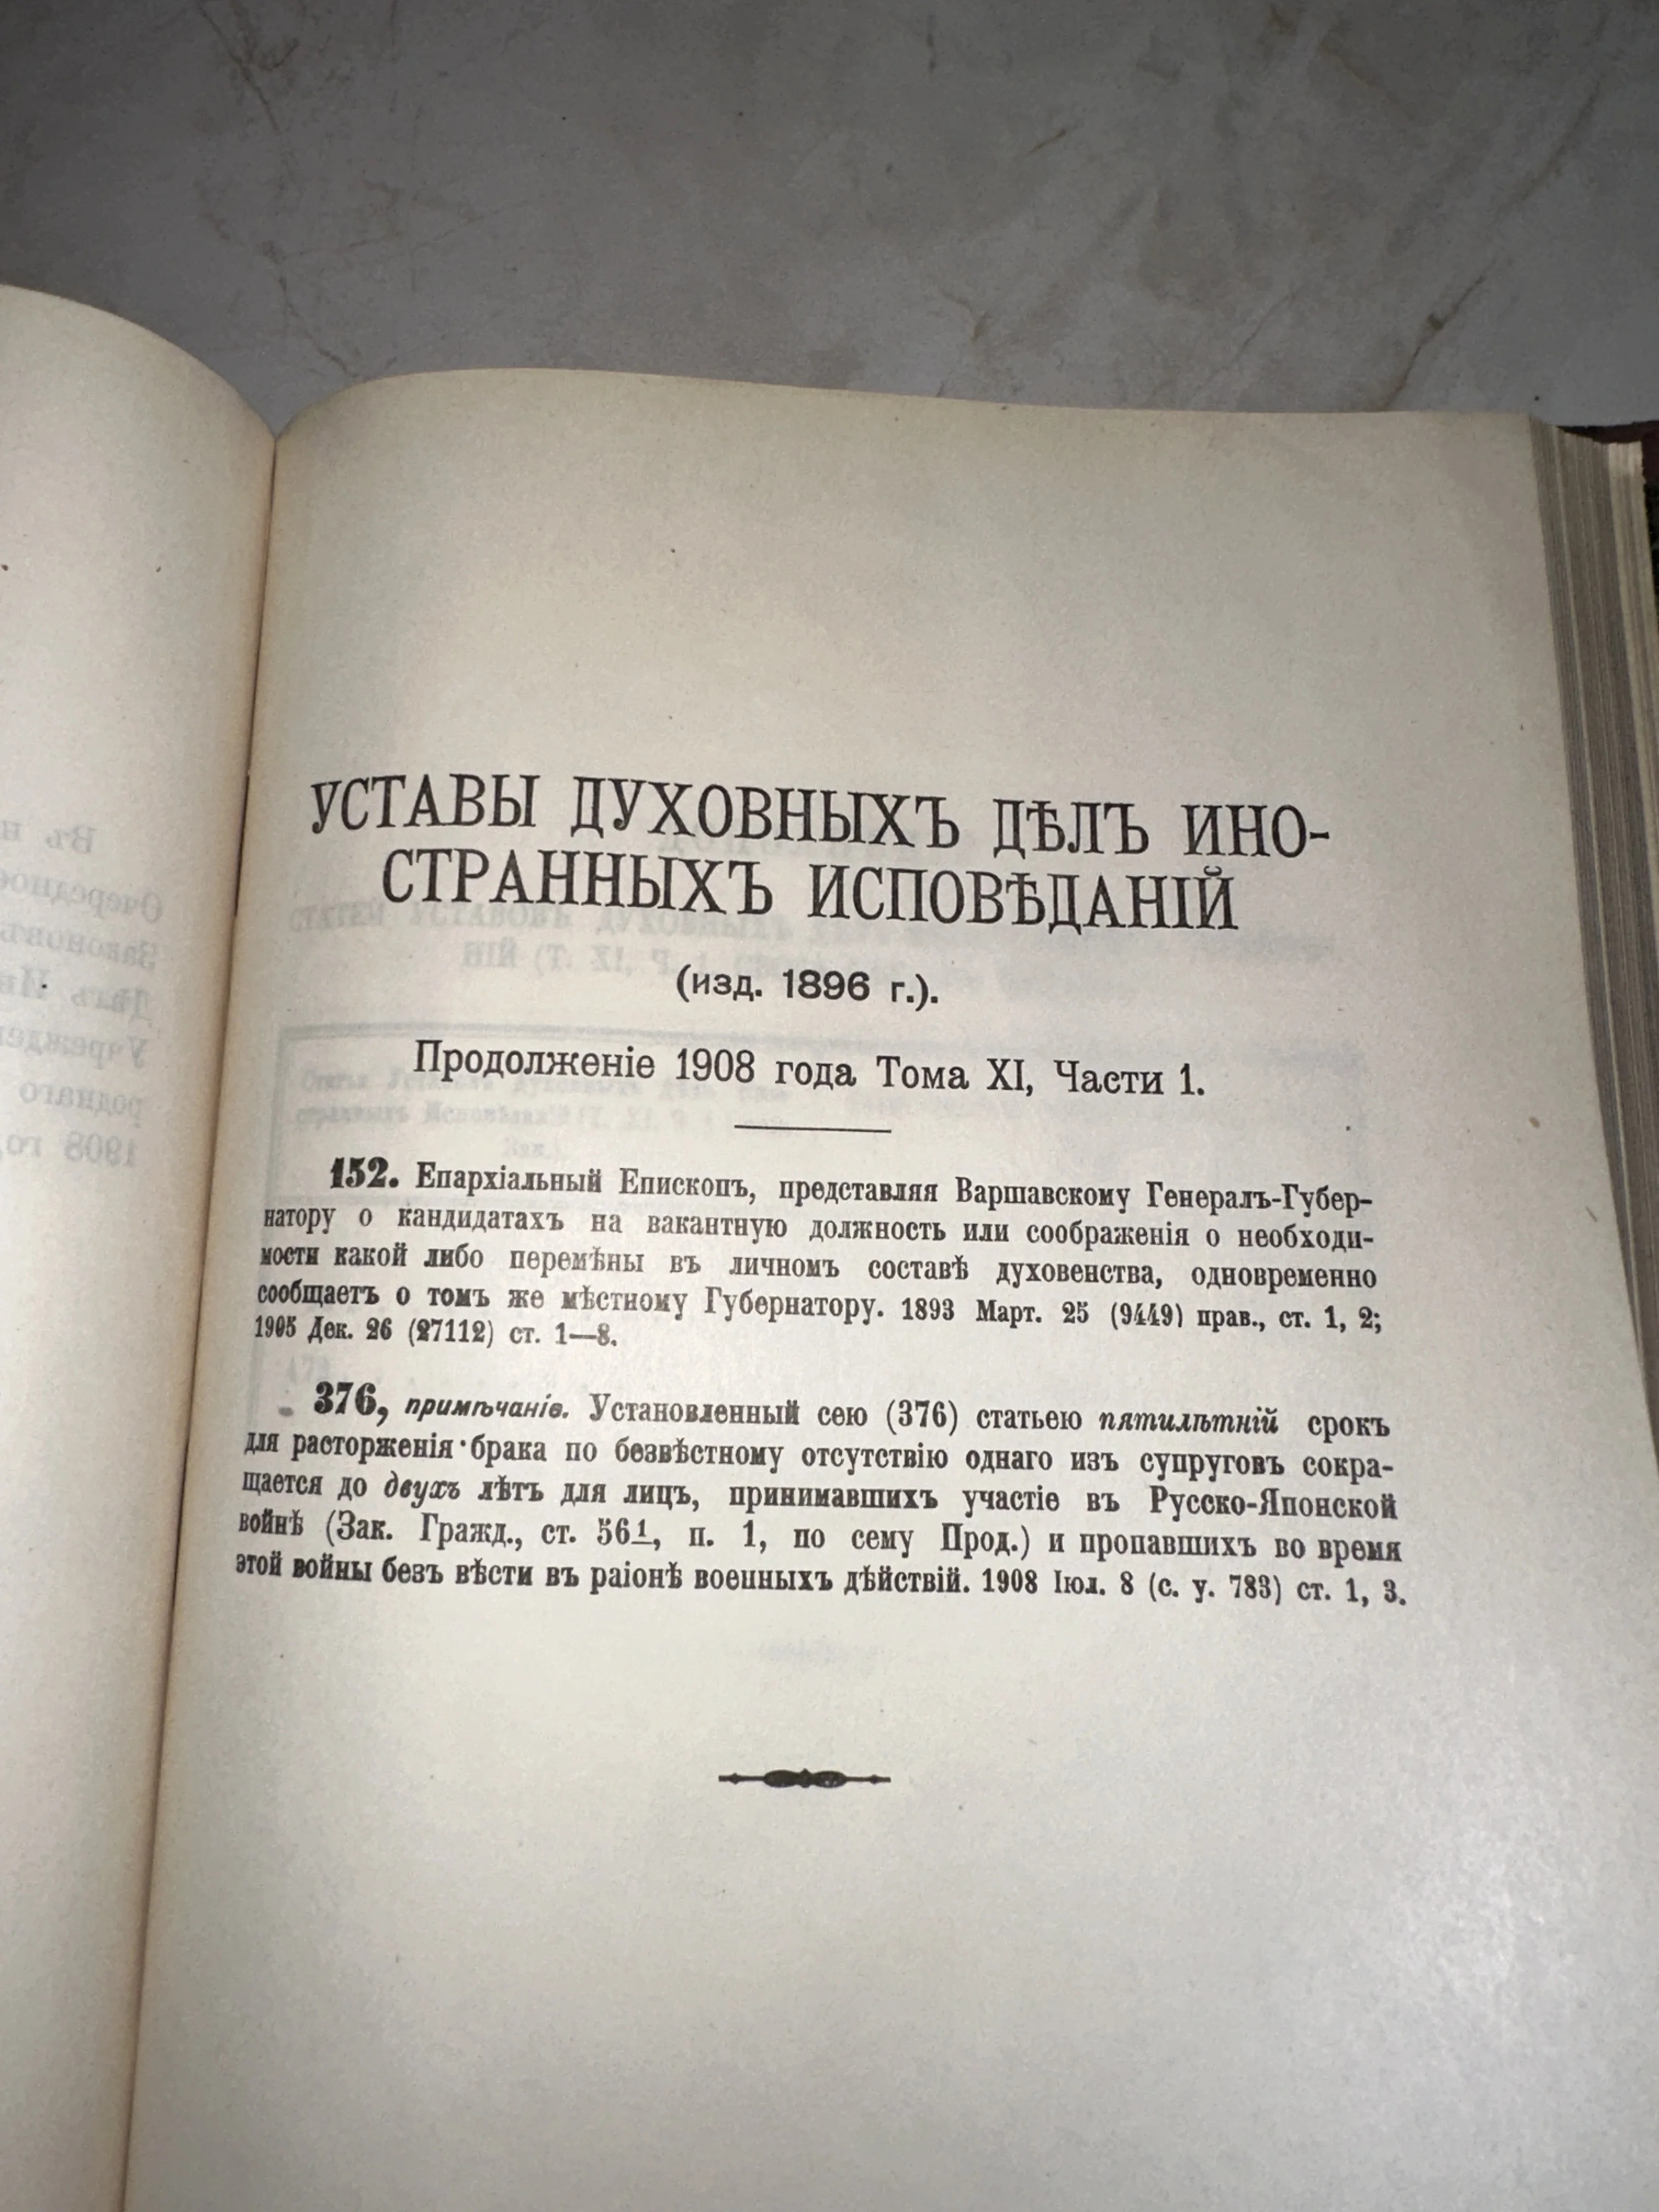 УСТАВЫ ДУХОВНЫХЪ ДѢЛЪ ИНО-
СТРАННЫХЪ ИСПОВѢДАНІЙ
(изд. 1896 г.).
Продолженіе 1908 года Тома XI, Части 1.
152. Епархіальный Епископъ, представляя Варшавскому Генералъ-Губер-
натору о кандидатахъ на вакантную должность или соображенія о необходи-
мости какой либо перемѣны въ личномъ составѣ духовенства, одновременно
сообщаетъ о томъ же мѣстному Губернатору. 1893 Март. 25 (9449) прав., ст. 1, 2;
1905 Дек. 26 (27112) ст. 1—8.
376, примѣчаніе. Установленный сею (376) статьею пятилѣтній срокъ
для расторженія брака по безвѣстному отсутствію однаго изъ супруговъ сокра-
щается до двухъ лѣтъ для лицъ, принимавшихъ участіе въ Русско-Японской
войнѣ (Зак. Гражд., ст. 56¹, п. 1, по сему Прод.) и пропавшихъ во время
этой войны безъ вѣсти въ раіонѣ военныхъ дѣйствій. 1908 Іюл. 8 (с. у. 783) ст. 1, 3.